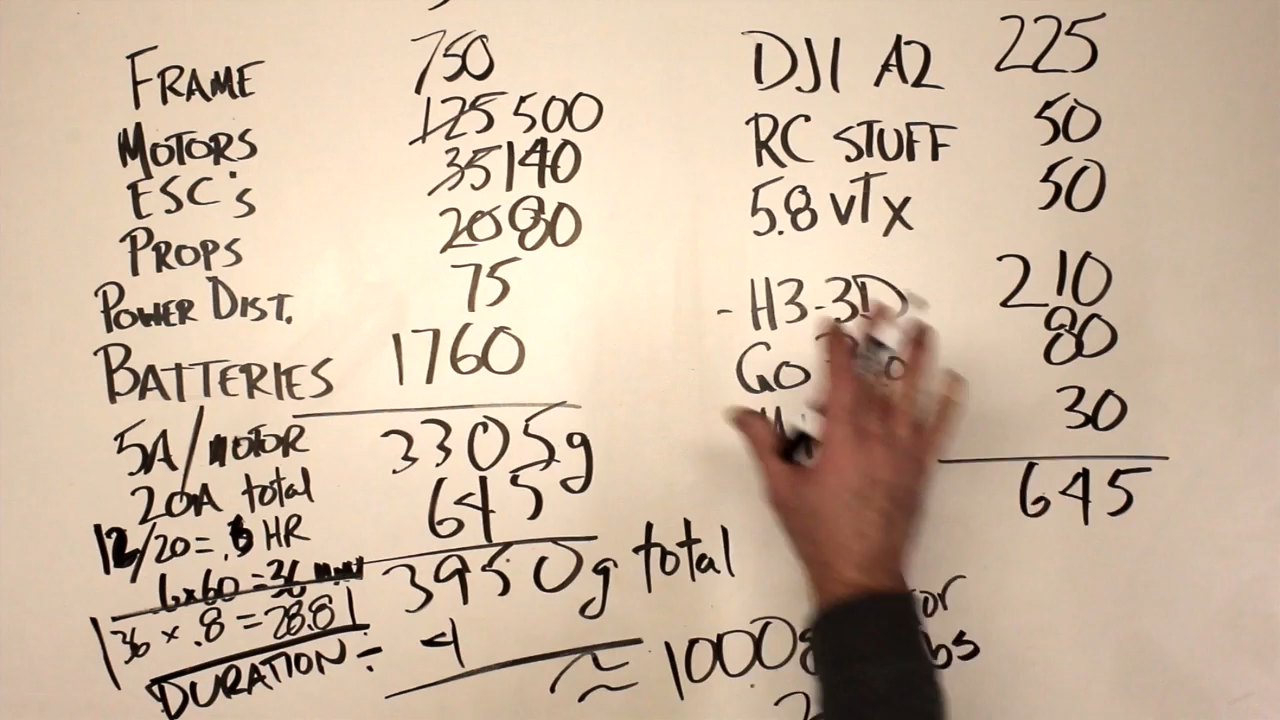 FRAME 750
MOTORS 125 500
ESC's 35 140
PROPS 20 80
POWER DIST. 75
BATTERIES 1760
3305g
645
3950g total
÷ 4
≈ 1000g
5A/MOTOR
20A total
12/20= .6 HR
6x60 =36 min
36 x .8 = 28.8
DURATION
DJI A2 225
RC STUFF 50
5.8 vTx 50
- H3-3D 210
Go 80
30
645